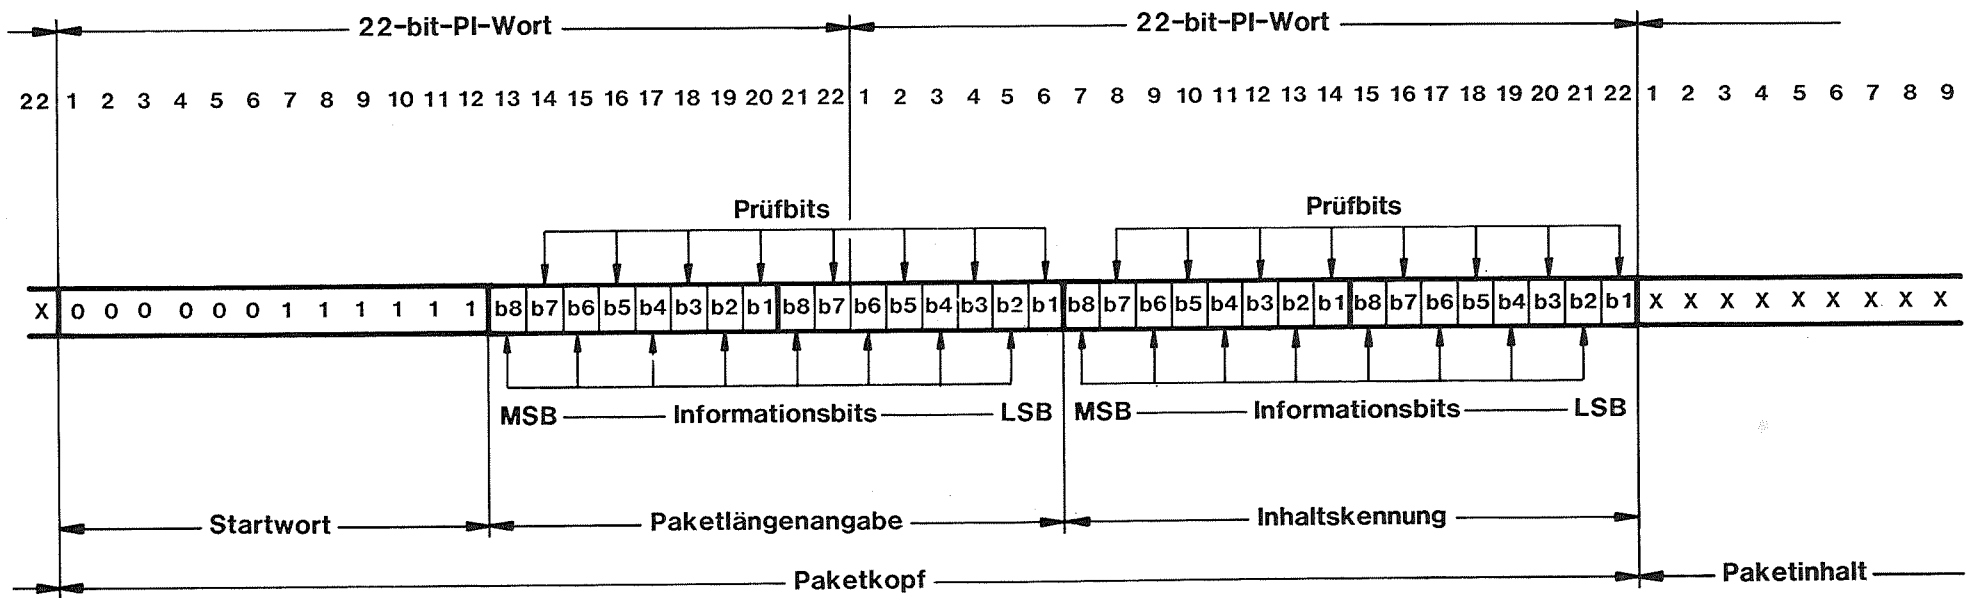 22-bit-PI-Wort 22-bit-PI-Wort
22 1 2 3 4 5 6 7 8 9 10 11 12 13 14 15 16 17 18 19 20 21 22 1 2 3 4 5 6 7 8 9 10 11 12 13 14 15 16 17 18 19 20 21 22 1 2 3 4 5 6 7 8 9
Prüfbits Prüfbits
X 0 0 0 0 0 0 1 1 1 1 1 1 b8 b7 b6 b5 b4 b3 b2 b1 b8 b7 b6 b5 b4 b3 b2 b1 b8 b7 b6 b5 b4 b3 b2 b1 b8 b7 b6 b5 b4 b3 b2 b1 X X X X X X X X X
MSB Informationsbits LSB MSB Informationsbits LSB
Startwort Paketlängenangabe Inhaltskennung
Paketkopf Paketinhalt